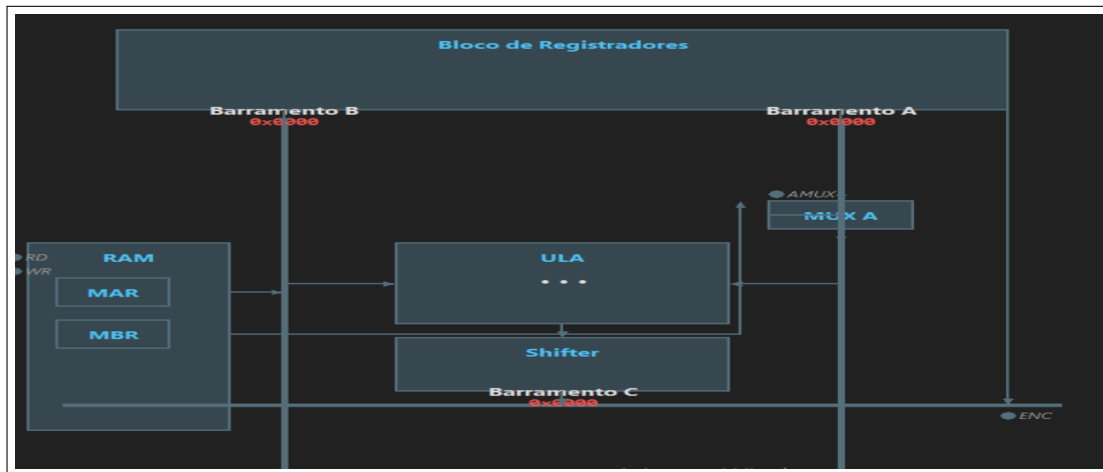 Bloco de Registradores
Barramento B
0x0000
Barramento A
0x0000
AMUX
MUX A
RD
WR
RAM
MAR
MBR
ULA
• • •
Shifter
Barramento C
0x0000
ENC